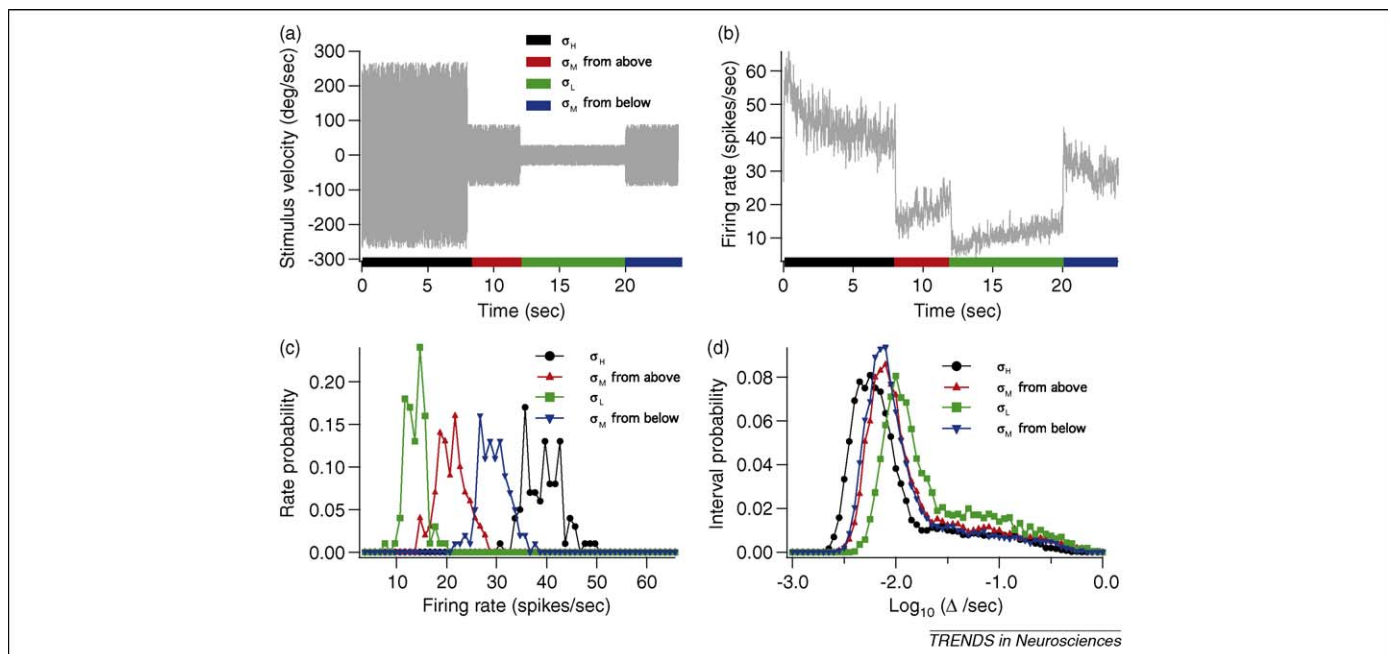 (a)
Stimulus velocity (deg/sec)
300
200
100
0
-100
-200
-300
0 5 10 15 20
Time (sec)
σH
σM from above
σL
σM from below
(b)
Firing rate (spikes/sec)
60
50
40
30
20
10
0 5 10 15 20
Time (sec)
(c)
Rate probability
0.20
0.15
0.10
0.05
0.00
10 20 30 40 50 60
Firing rate (spikes/sec)
σH
σM from above
σL
σM from below
(d)
Interval probability
0.08
0.06
0.04
0.02
0.00
-3.0 -2.0 -1.0 0.0
Log10 (Δ /sec)
σH
σM from above
σL
σM from below
TRENDS in Neurosciences